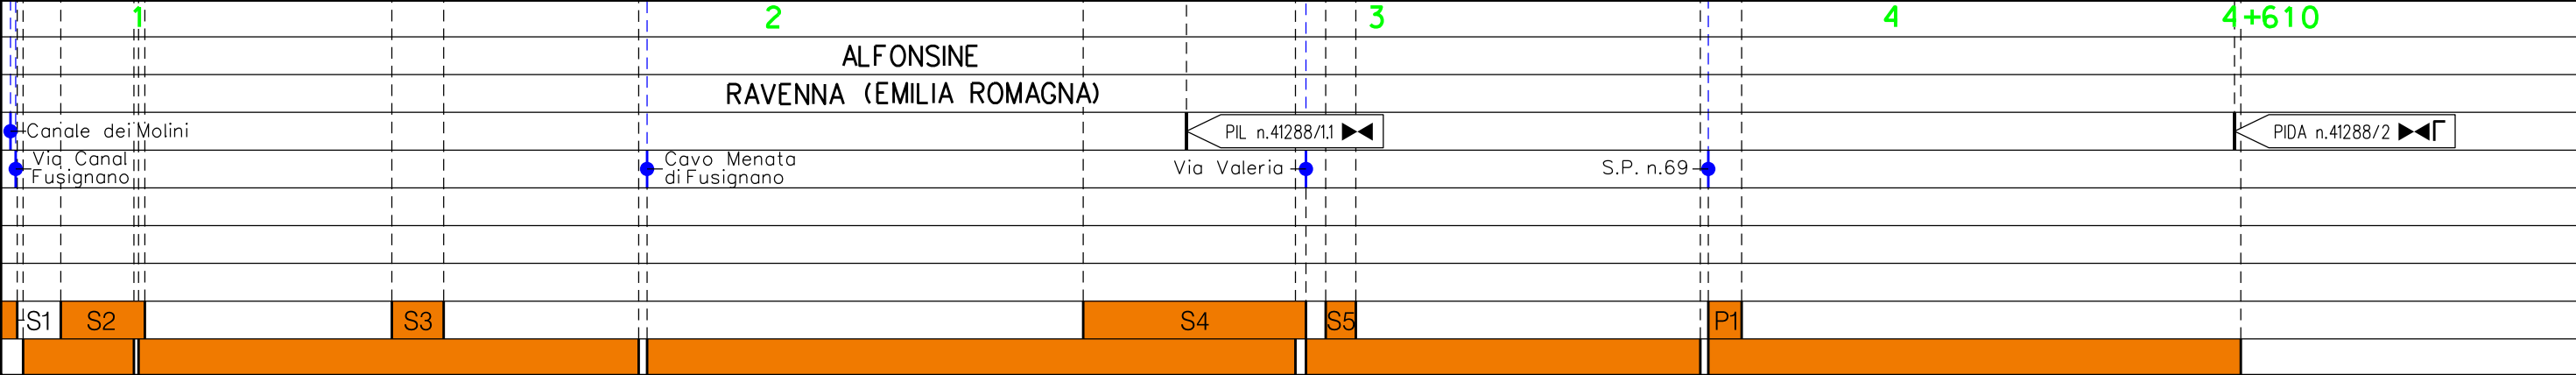 1 2 3 4 4+610
ALFONSINE
RAVENNA (EMILIA ROMAGNA)
Canale dei Molini
PIL n.41288/1.1
PIDA n.41288/2
Via Canal
Fusignano
Cavo Menata
di Fusignano
Via Valeria
S.P. n.69
S1 S2 S3 S4 S5 P1